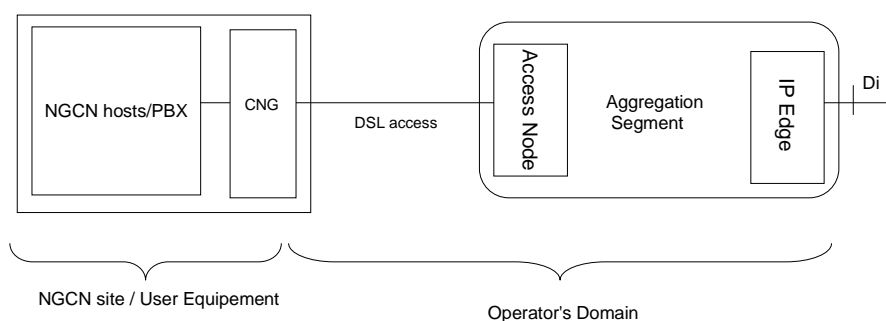 NGCN hosts/PBX
CNG
DSL access
Access Node
Aggregation
Segment
IP Edge
Di
NGCN site / User Equipement
Operator's Domain